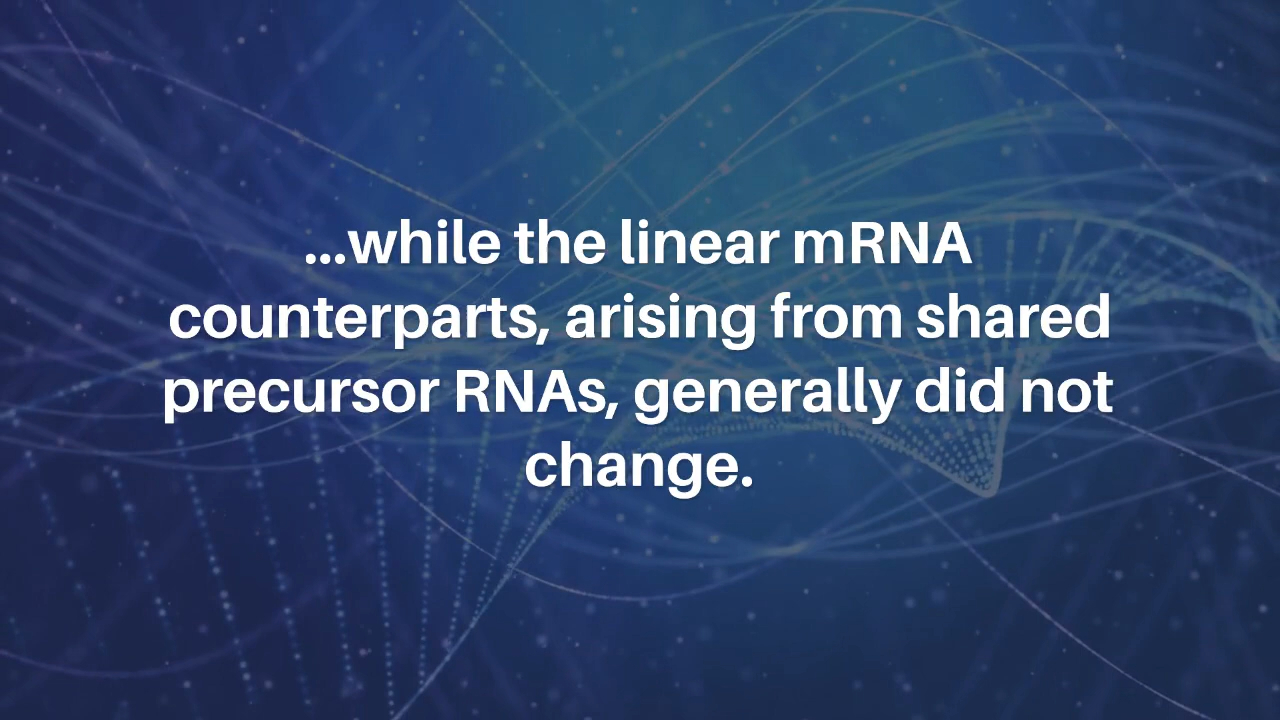 ...while the linear mRNA
counterparts, arising from shared
precursor RNAs, generally did not
change.